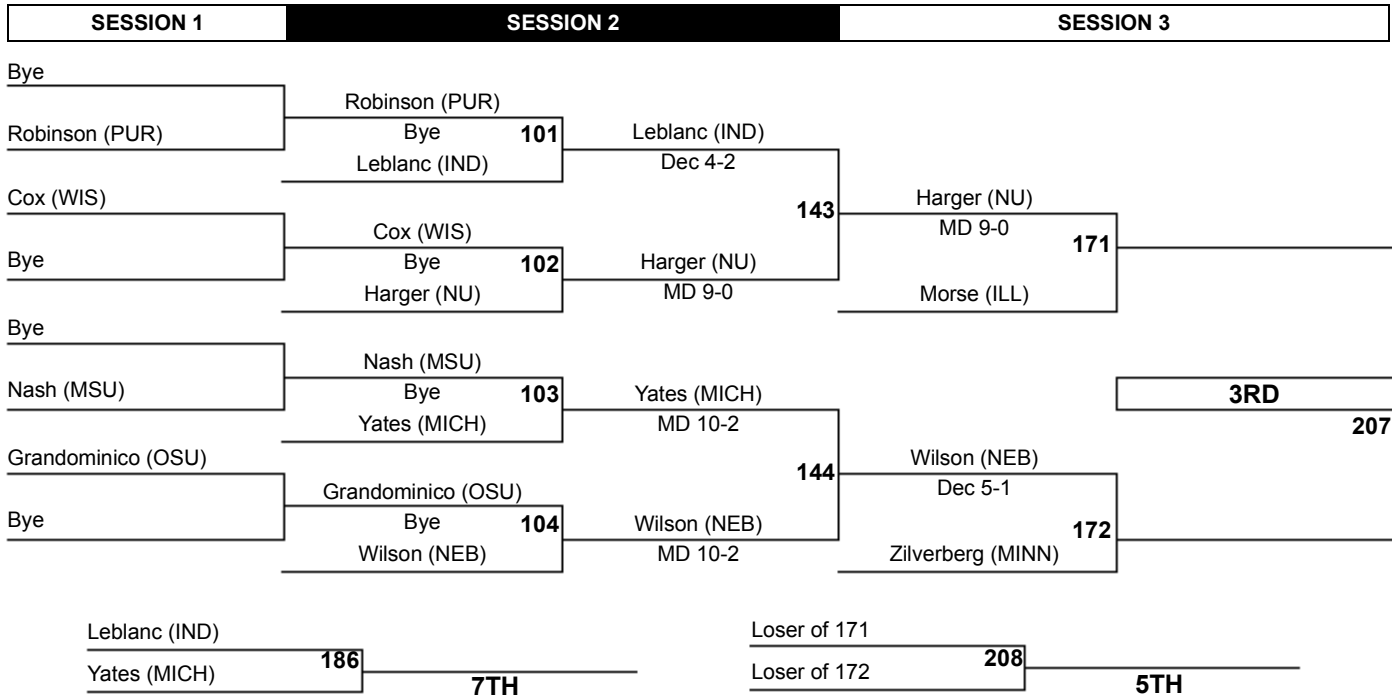 SESSION 1 SESSION 2 SESSION 3
Bye
Robinson (PUR)
Robinson (PUR)
Bye 101
Leblanc (IND)
Leblanc (IND)
Dec 4-2
Cox (WIS)
Bye
Cox (WIS)
Bye 102
Harger (NU)
Harger (NU)
MD 9-0
143
Harger (NU)
MD 9-0
171
Morse (ILL)
Bye
Nash (MSU)
Nash (MSU)
Bye 103
Yates (MICH)
Yates (MICH)
MD 10-2
Grandominico (OSU)
Bye
Grandominico (OSU)
Bye 104
Wilson (NEB)
Wilson (NEB)
MD 10-2
144
Wilson (NEB)
Dec 5-1
172
Zilverberg (MINN)
3RD
207
Leblanc (IND)
186
Yates (MICH)
7TH
Loser of 171
208
Loser of 172
5TH